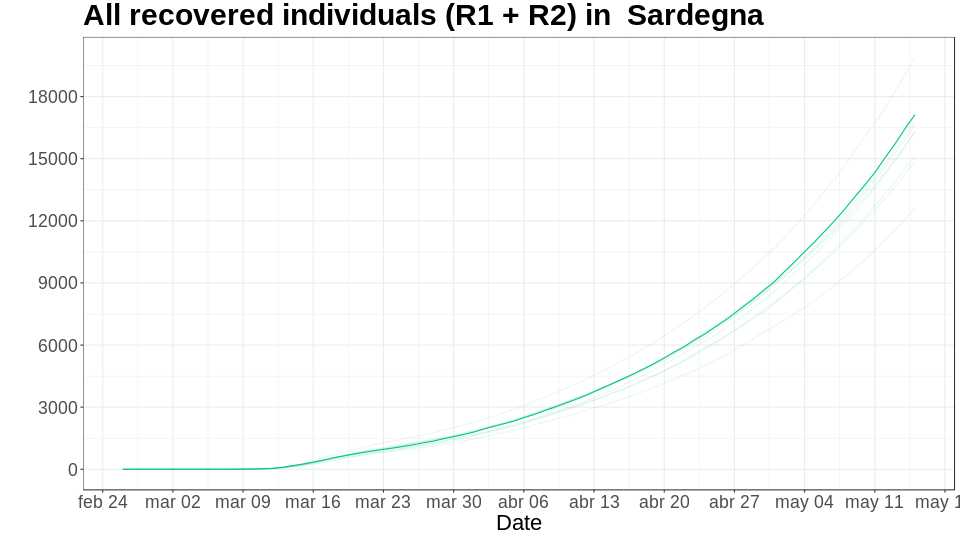 All recovered individuals (R1 + R2) in  Sardegna
18000
15000
12000
9000
6000
3000
0
feb 24 mar 02 mar 09 mar 16 mar 23 mar 30 abr 06 abr 13 abr 20 abr 27 may 04 may 11 may 1
Date